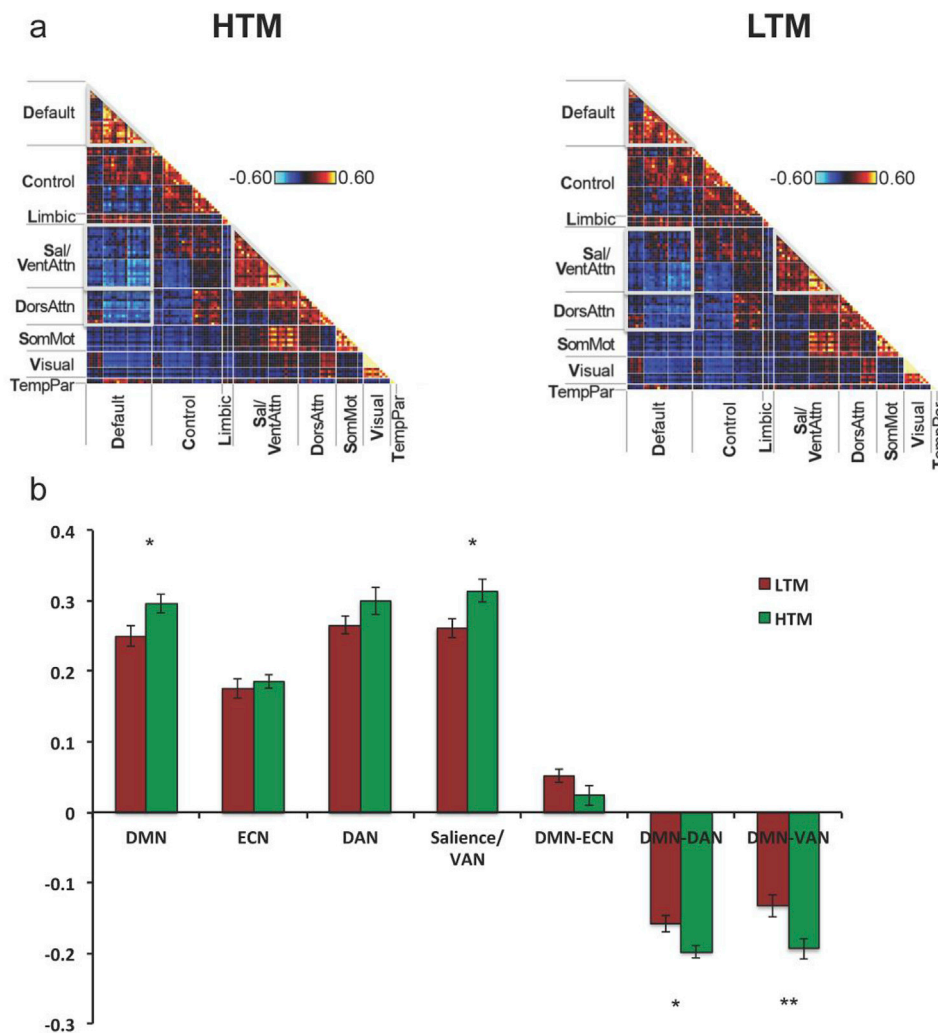 a
HTM
LTM
Default
Control
Limbic
Sal/
VentAttn
DorsAttn
SomMot
Visual
TempPar
-0.60
0.60
Default
Control
Limbic
Sal/
VentAttn
DorsAttn
SomMot
Visual
TempPar
Default
Control
Limbic
Sal/
VentAttn
DorsAttn
SomMot
Visual
TempPar
-0.60
0.60
Default
Control
Limbic
Sal/
VentAttn
DorsAttn
SomMot
Visual
TempPar
b
0.4
0.3
0.2
0.1
0
-0.1
-0.2
-0.3
*
*
LTM
HTM
DMN
ECN
DAN
Salience/
VAN
DMN-ECN
DMN-DAN
DMN-VAN
*
**